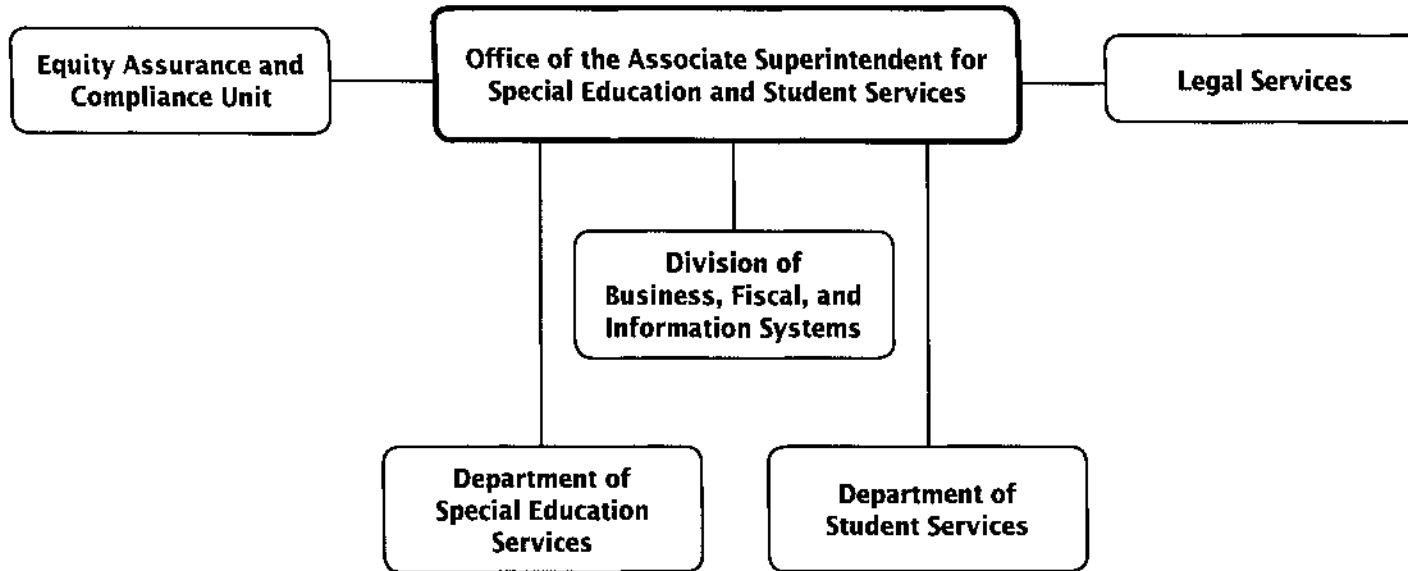 Equity Assurance and
Compliance Unit
Office of the Associate Superintendent for
Special Education and Student Services
Legal Services
Division of
Business, Fiscal, and
Information Systems
Department of
Special Education
Services
Department of
Student Services